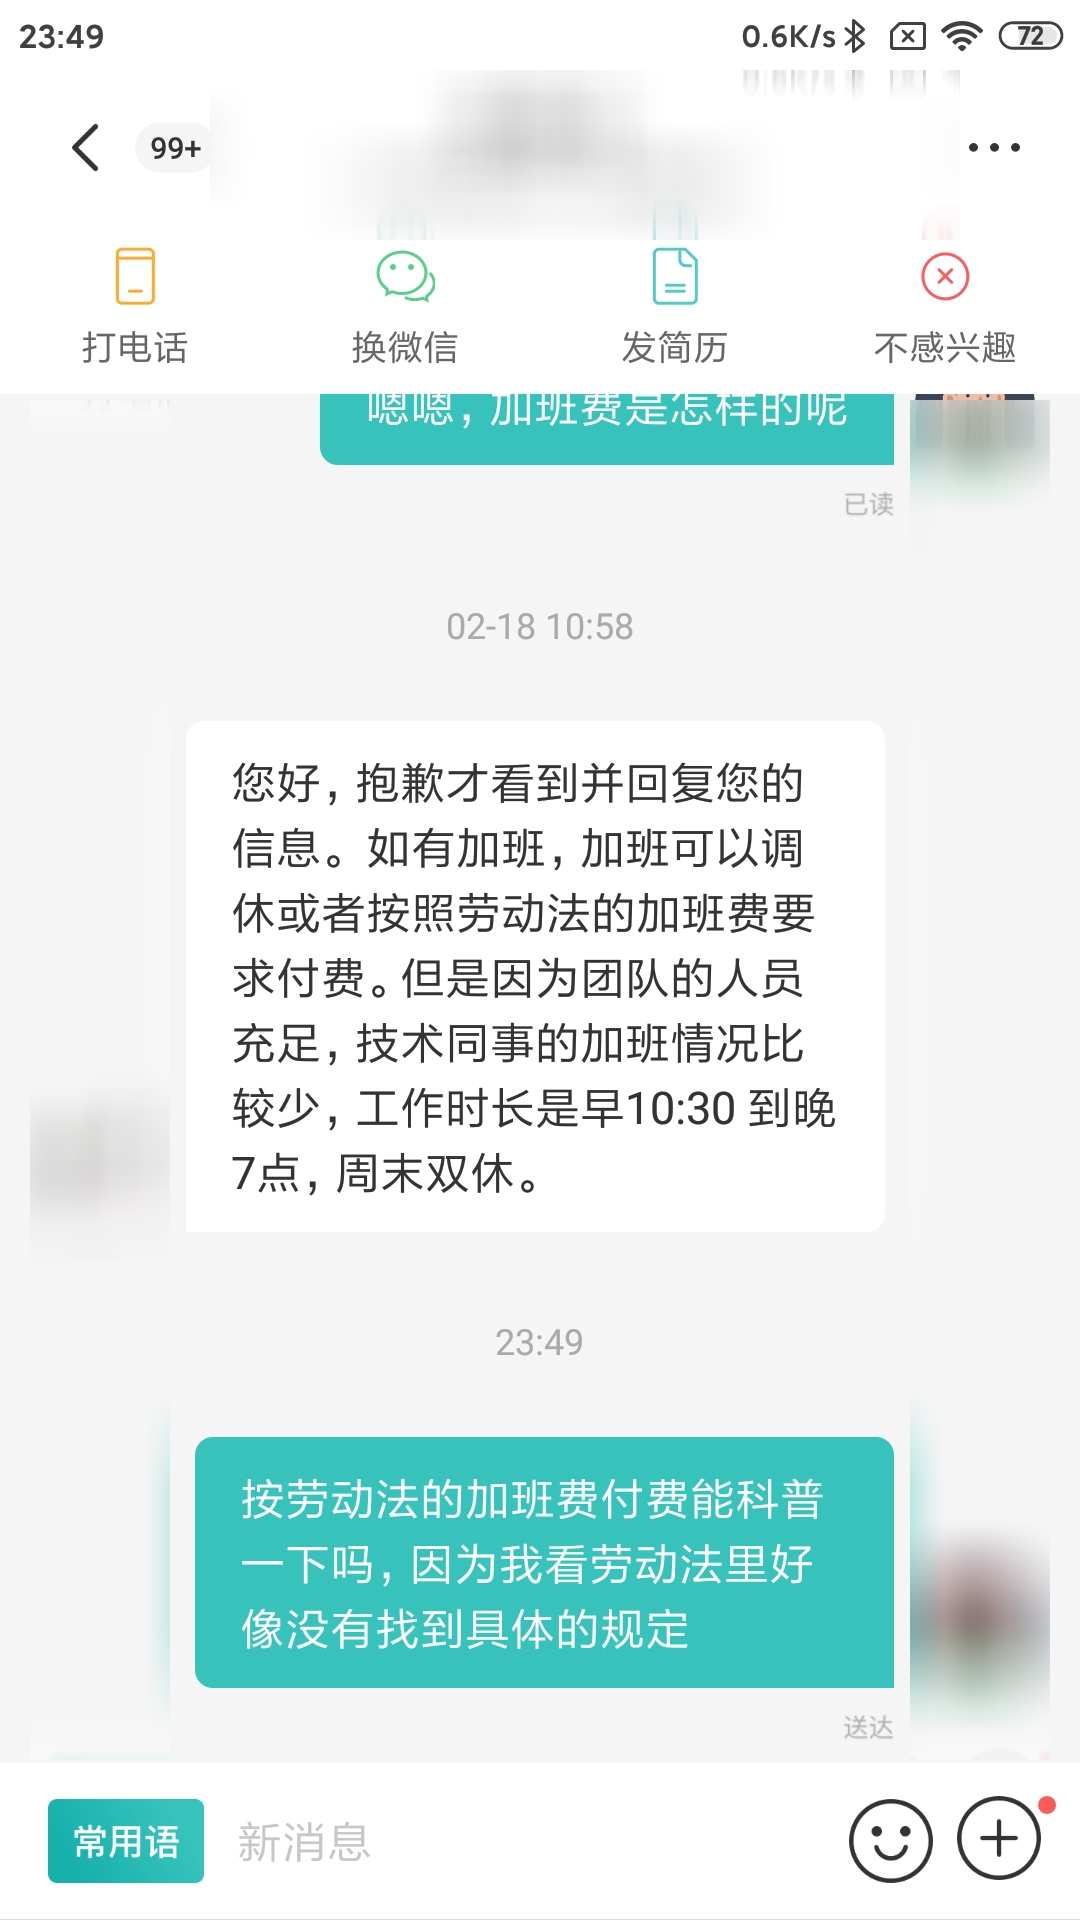 23:49
0.6K/s
72
99+
打电话
换微信
发简历
不感兴趣
嗯嗯，加班费是怎样的呢
已读
02-18 10:58
您好，抱歉才看到并回复您的
信息。如有加班，加班可以调
休或者按照劳动法的加班费要
求付费。但是因为团队的人员
充足，技术同事的加班情况比
较少，工作时长是早10:30 到晚
7点，周末双休。
23:49
按劳动法的加班费付费能科普
一下吗，因为我看劳动法里好
像没有找到具体的规定
送达
常用语
新消息